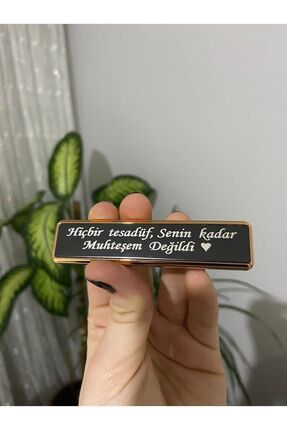 Hiçbir tesadüf, Senin kadar
Muhteşem Değildi ♥